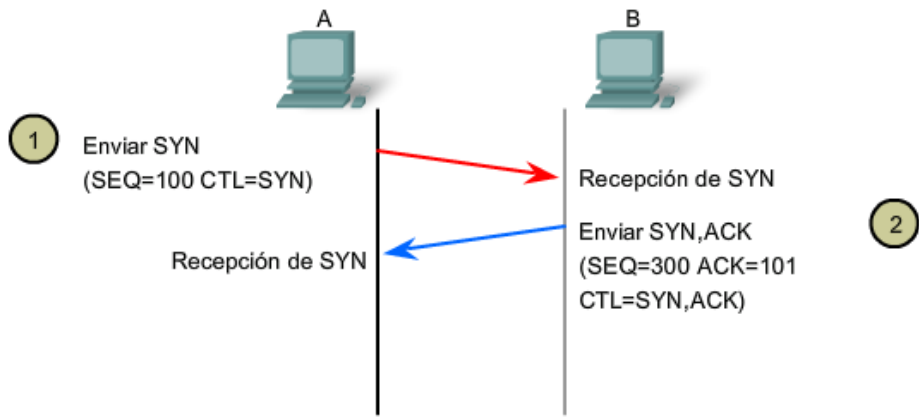 A
B
1
Enviar SYN
(SEQ=100 CTL=SYN)
Recepción de SYN
Enviar SYN,ACK
(SEQ=300 ACK=101
CTL=SYN,ACK)
2
Recepción de SYN